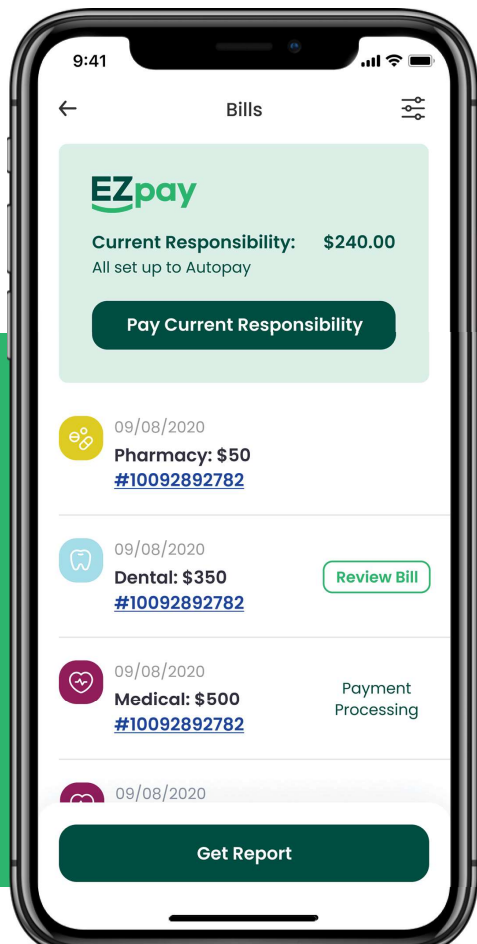 9:41
Bills
EZpay
Current Responsibility: $240.00
All set up to Autopay
Pay Current Responsibility
09/08/2020
Pharmacy: $50
#10092892782
09/08/2020
Dental: $350
#10092892782
Review Bill
09/08/2020
Medical: $500
#10092892782
Payment
Processing
09/08/2020
Get Report